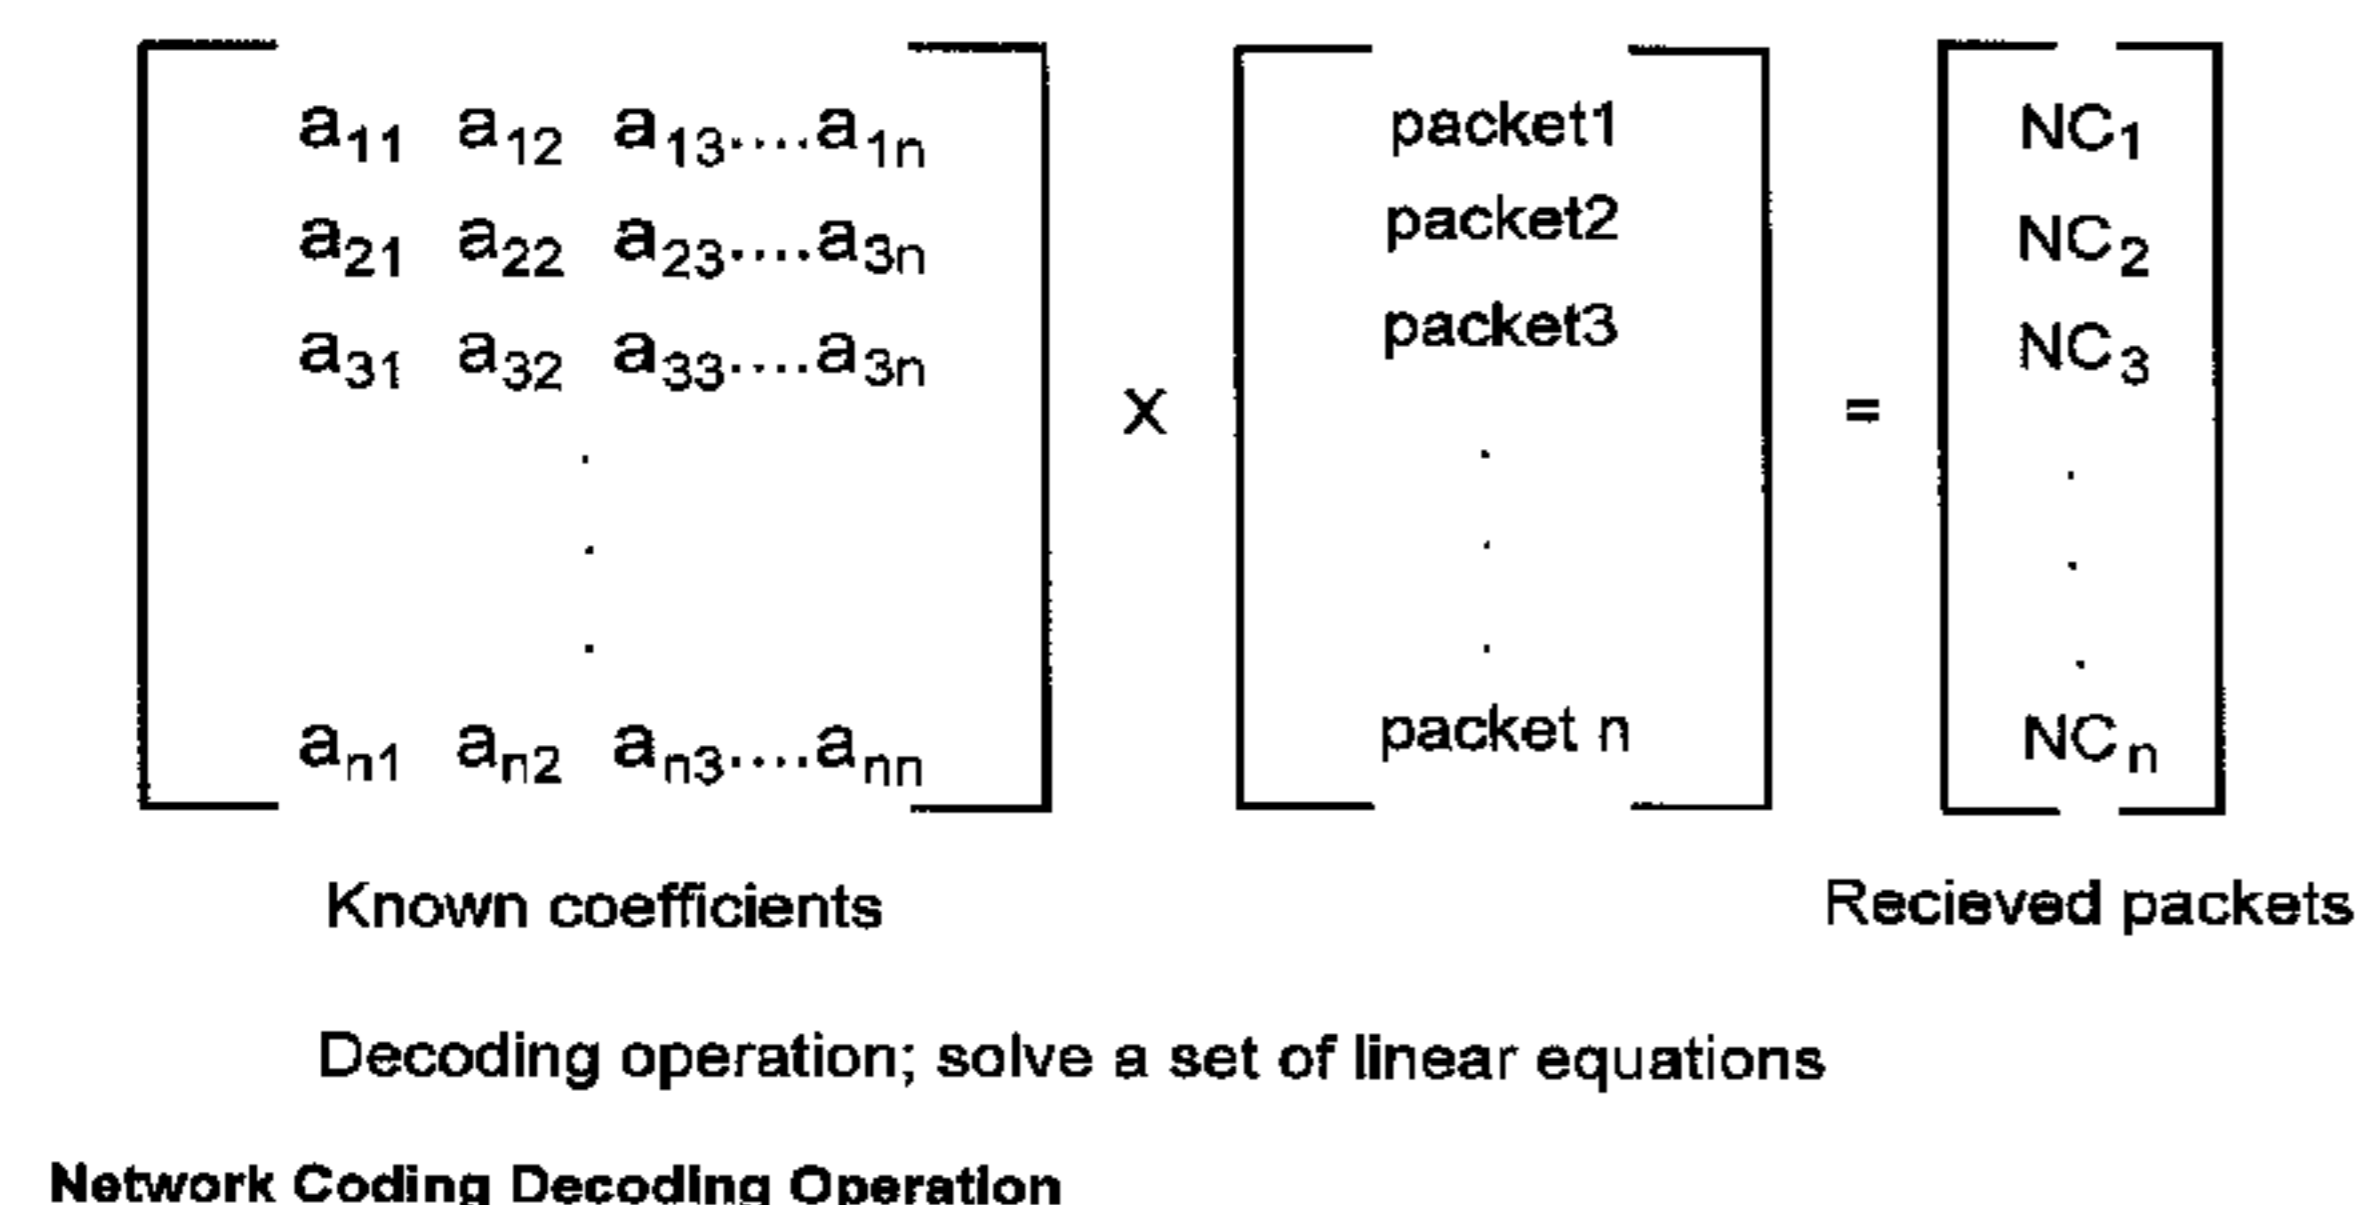 a11 a12 a13....a1n packet1 NC1
a21 a22 a23....a3n packet2 NC2
a31 a32 a33....a3n packet3 NC3
X =
an1 an2 an3....ann packet n NCn
Known coefficients Recieved packets
Decoding operation; solve a set of linear equations
Network Coding Decoding Operation